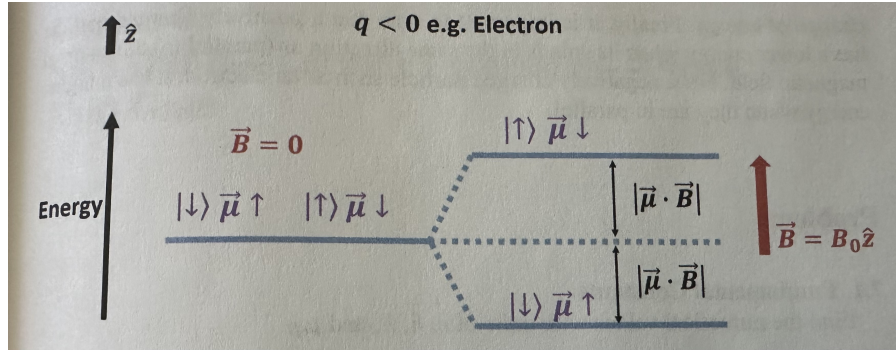 ẑ
q < 0 e.g. Electron
|↑⟩ μ⃗ ↓
B⃗ = 0
|μ⃗ · B⃗|
Energy
|↓⟩ μ⃗ ↑ |↑⟩ μ⃗ ↓
B⃗ = B₀ẑ
|μ⃗ · B⃗|
|↓⟩ μ⃗ ↑